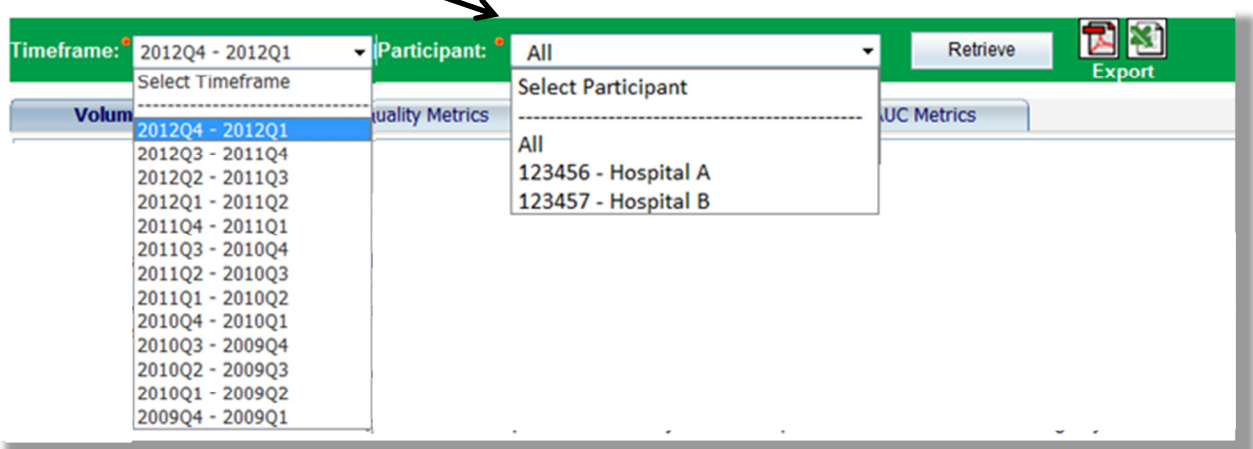 Timeframe: 2012Q4 - 2012Q1 Participant: All Retrieve Export
Select Timeframe
----------------------------
2012Q4 - 2012Q1
2012Q3 - 2011Q4
2012Q2 - 2011Q3
2012Q1 - 2011Q2
2011Q4 - 2011Q1
2011Q3 - 2010Q4
2011Q2 - 2010Q3
2011Q1 - 2010Q2
2010Q4 - 2010Q1
2010Q3 - 2009Q4
2010Q2 - 2009Q3
2010Q1 - 2009Q2
2009Q4 - 2009Q1
Select Participant
----------------------------------------------
All
123456 - Hospital A
123457 - Hospital B
Volum
uality Metrics
UC Metrics